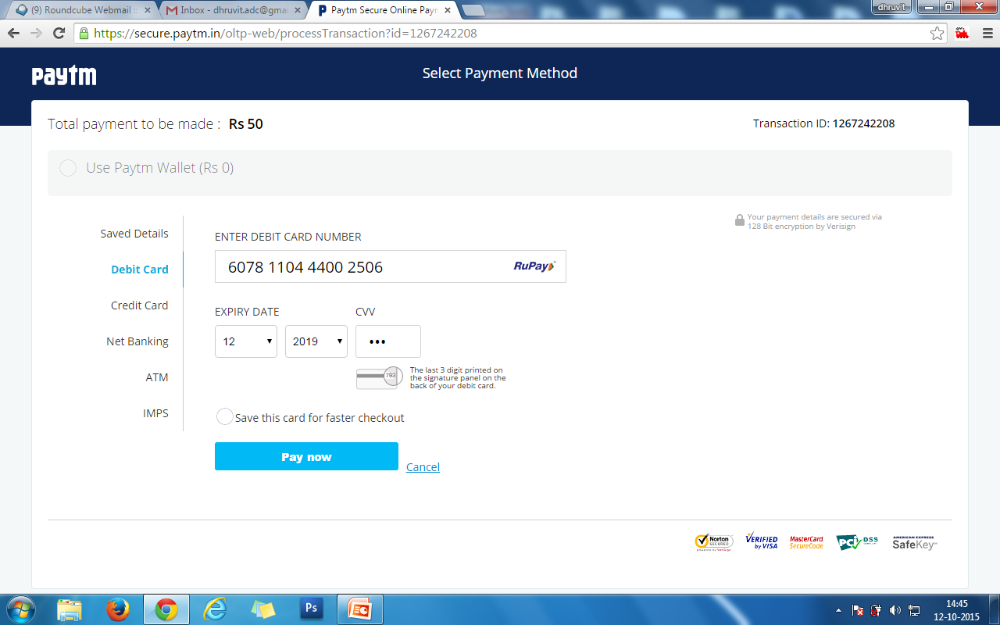 (9) Roundcube Webmail ::
Inbox - dhruvit.adc@gmai
Paytm Secure Online Paym
dhruvit
https://secure.paytm.in/oltp-web/processTransaction?id=1267242208
paytm
Select Payment Method
Total payment to be made : Rs 50
Transaction ID: 1267242208
Use Paytm Wallet (Rs 0)
Your payment details are secured via
128 Bit encryption by Verisign
Saved Details
Debit Card
Credit Card
Net Banking
ATM
IMPS
ENTER DEBIT CARD NUMBER
6078 1104 4400 2506
RuPay
EXPIRY DATE
CVV
12
2019
•••
783
The last 3 digit printed on
the signature panel on the
back of your debit card.
Save this card for faster checkout
Pay now
Cancel
Norton
SECURED
powered by VeriSign
VERIFIED
by VISA
MasterCard.
SecureCode
PCI DSS
AMERICAN EXPRESS
SafeKey
Ps
14:45
12-10-2015